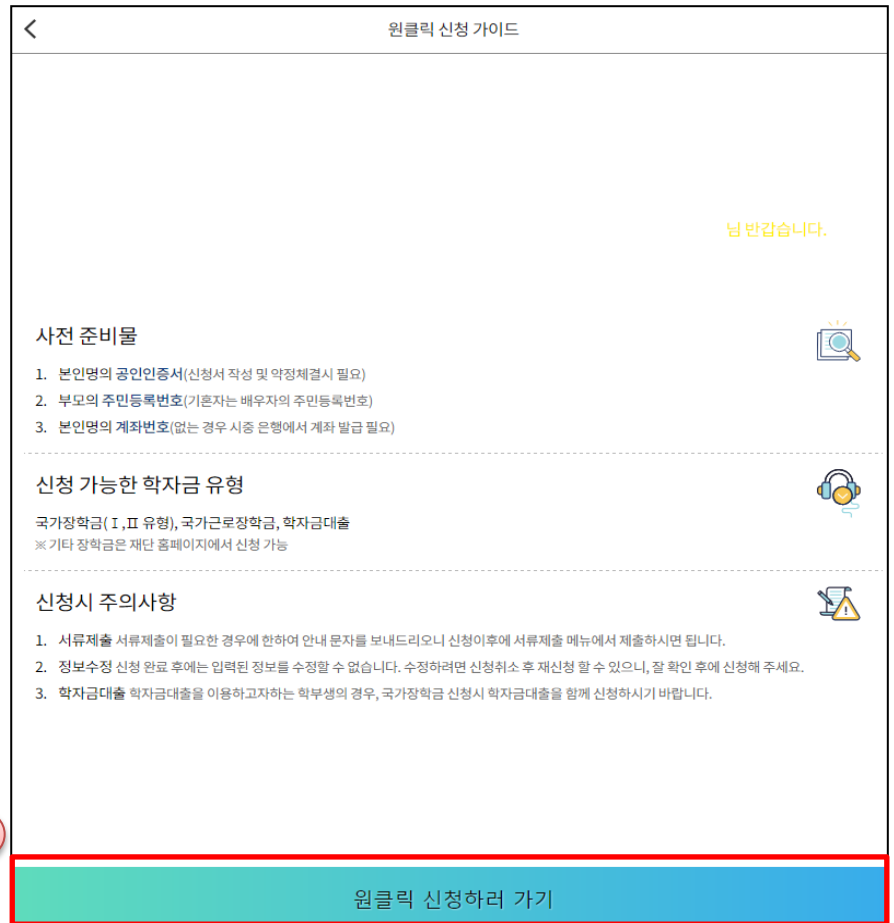 원클릭 신청 가이드
님 반갑습니다.
사전 준비물
1. 본인명의 공인인증서(신청서 작성 및 약정체결시 필요)
2. 부모의 주민등록번호(기혼자는 배우자의 주민등록번호)
3. 본인명의 계좌번호(없는 경우 시중 은행에서 계좌 발급 필요)
신청 가능한 학자금 유형
국가장학금(Ⅰ,Ⅱ 유형), 국가근로장학금, 학자금대출
※ 기타 장학금은 재단 홈페이지에서 신청 가능
신청시 주의사항
1. 서류제출 서류제출이 필요한 경우에 한하여 안내 문자를 보내드리오니 신청이후에 서류제출 메뉴에서 제출하시면 됩니다.
2. 정보수정 신청 완료 후에는 입력된 정보를 수정할 수 없습니다. 수정하려면 신청취소 후 재신청 할 수 있으니, 잘 확인 후에 신청해 주세요.
3. 학자금대출 학자금대출을 이용하고자하는 학부생의 경우, 국가장학금 신청시 학자금대출을 함께 신청하시기 바랍니다.
원클릭 신청하러 가기